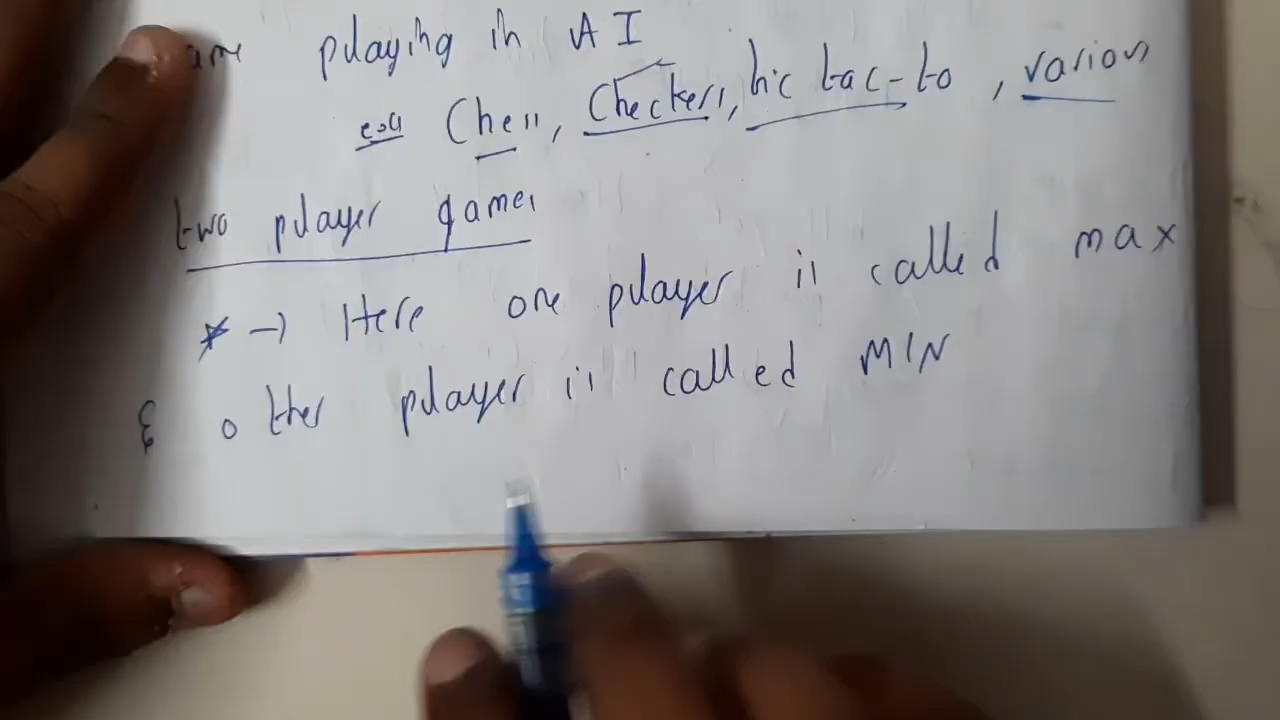 ame playing in AI
eg Chess, Checkers, tic tac-to, various
two player games
* → Here one player is called max
& other player is called MIN